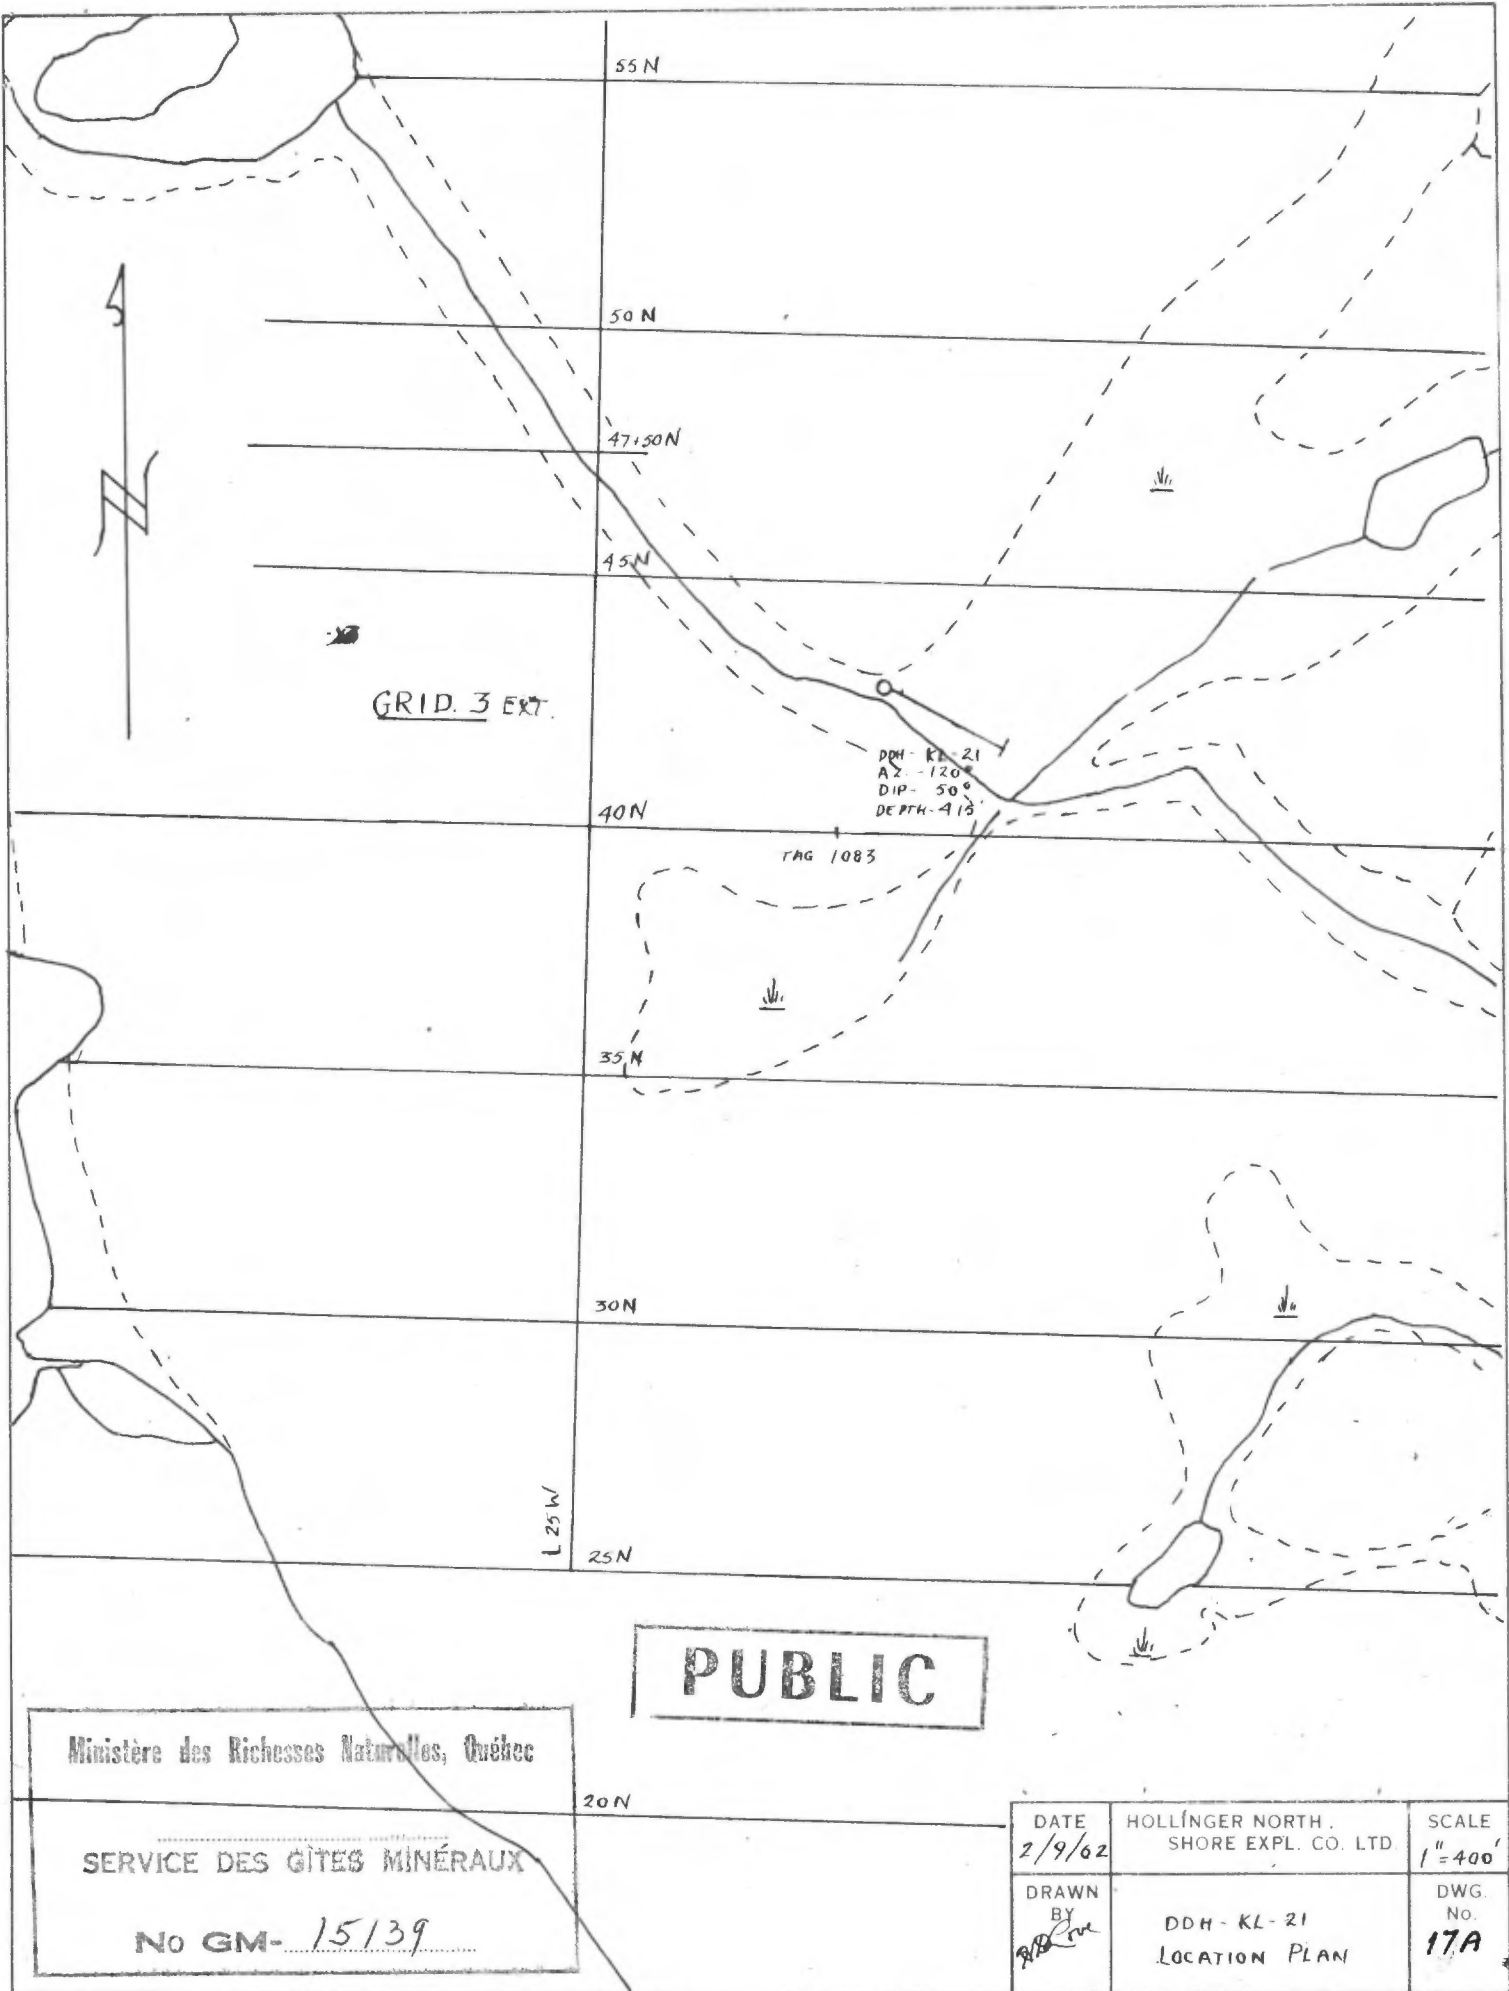 55 N
50 N
47+50N
45N
GRID. 3 EXT.
DDH - KL - 21
AZ. - 120°
DIP - 50°
DEPTH - 415'
40N
TAG 1083
35 N
30N
L 25 W
25N
PUBLIC
Ministère des Richesses Naturelles, Québec
SERVICE DES GÎTES MINÉRAUX
No GM- 15139
20N
DATE
2/9/62
HOLLINGER NORTH
SHORE EXPL. CO. LTD.
SCALE
1"=400'
DRAWN
BY
DDH - KL - 21
LOCATION PLAN
DWG.
No.
17A